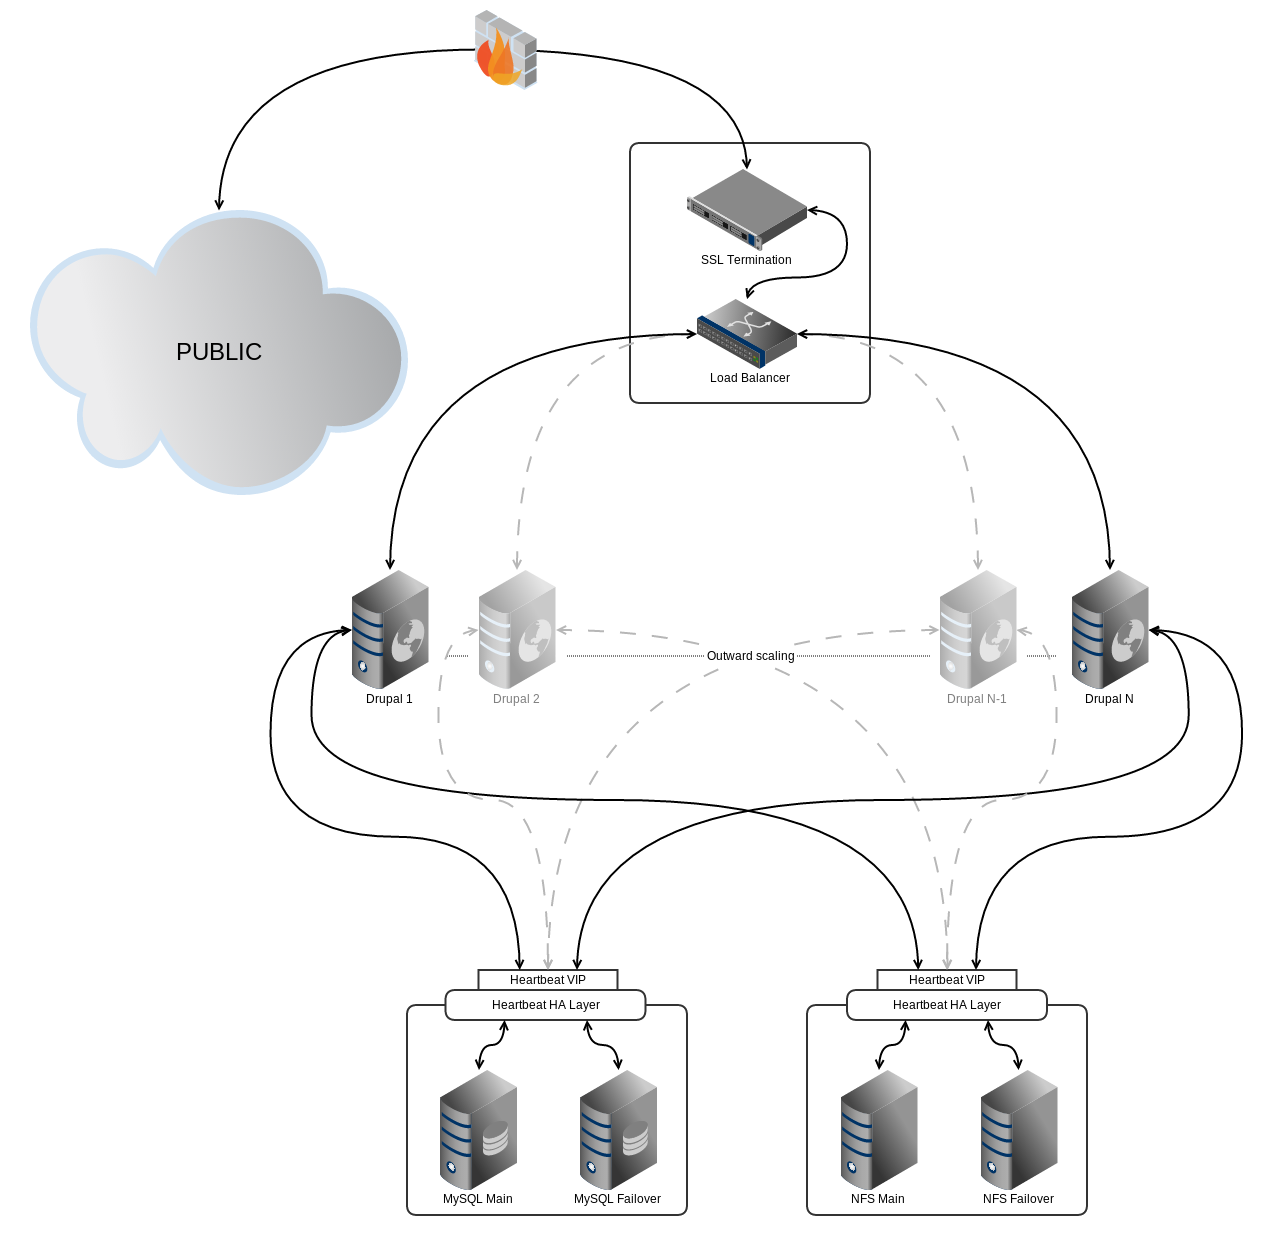 PUBLIC
SSL Termination
Load Balancer
Outward scaling
Drupal 1
Drupal 2
Drupal N-1
Drupal N
Heartbeat VIP
Heartbeat VIP
Heartbeat HA Layer
Heartbeat HA Layer
MySQL Main
MySQL Failover
NFS Main
NFS Failover